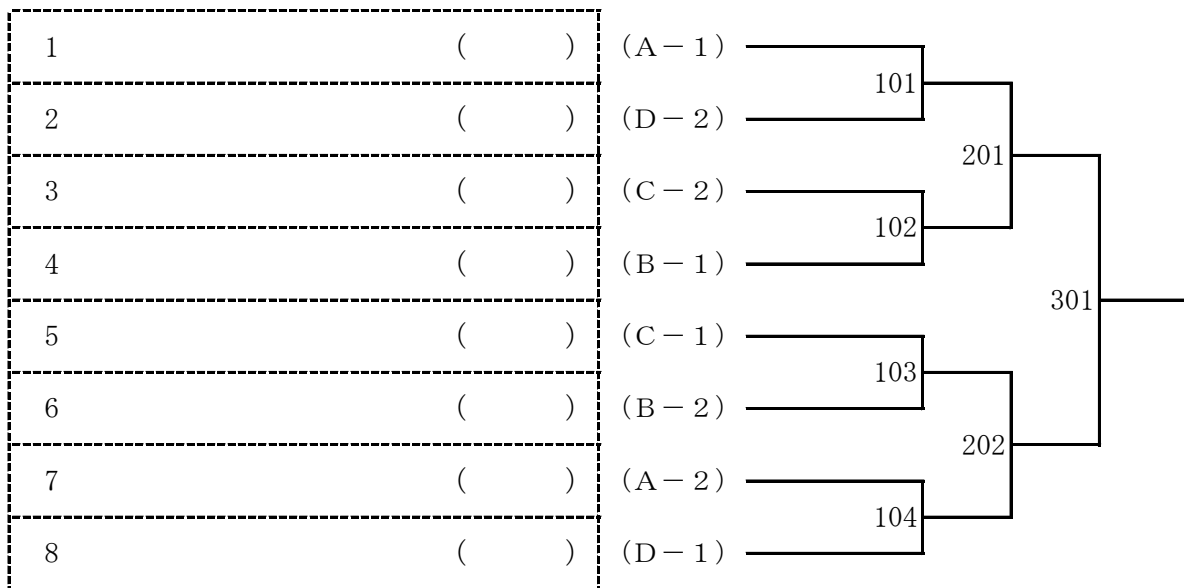 1 ( ) (A－1)
101
2 ( ) (D－2)
201
3 ( ) (C－2)
102
4 ( ) (B－1)
301
5 ( ) (C－1)
103
6 ( ) (B－2)
202
7 ( ) (A－2)
104
8 ( ) (D－1)